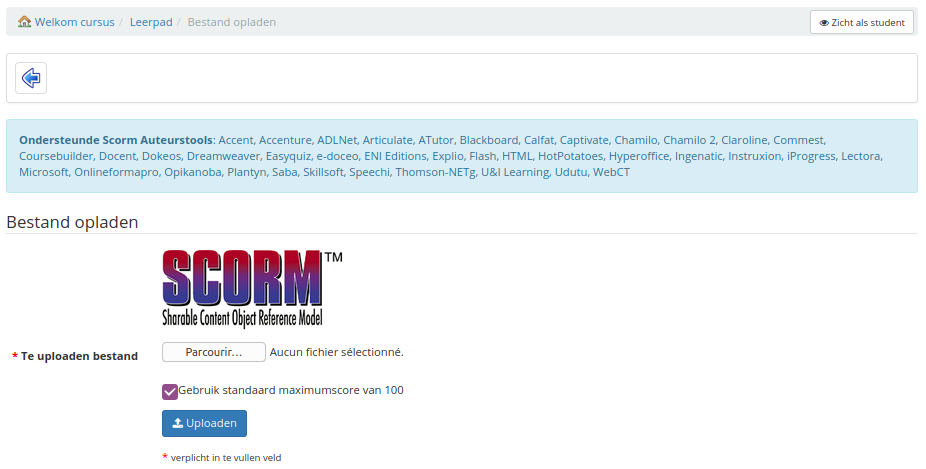 Welkom cursus / Leerpad / Bestand opladen
Zicht als student
Ondersteunde Scorm Auteurstools: Accent, Accenture, ADLNet, Articulate, ATutor, Blackboard, Calfat, Captivate, Chamilo, Chamilo 2, Claroline, Commest,
Coursebuilder, Docent, Dokeos, Dreamweaver, Easyquiz, e-doceo, ENI Editions, Explio, Flash, HTML, HotPotatoes, Hyperoffice, Ingenatic, Instruxion, iProgress, Lectora,
Microsoft, Onlineformapro, Opikanoba, Plantyn, Saba, Skillsoft, Speechi, Thomson-NETg, U&I Learning, Udutu, WebCT
Bestand opladen
SCORM™
Sharable Content Object Reference Model
* Te uploaden bestand
Parcourir... Aucun fichier sélectionné.
Gebruik standaard maximumscore van 100
Uploaden
* verplicht in te vullen veld